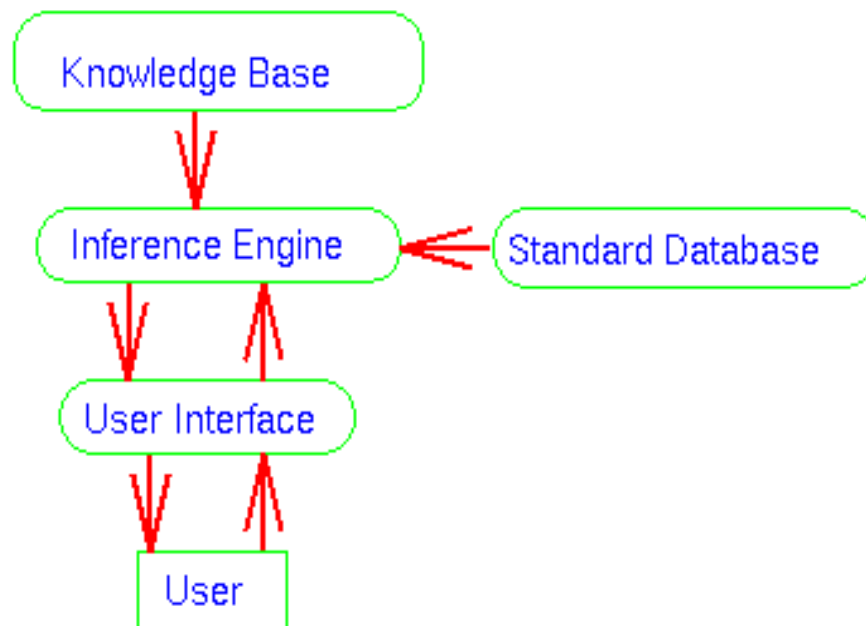 Knowledge Base
Inference Engine
Standard Database
User Interface
User